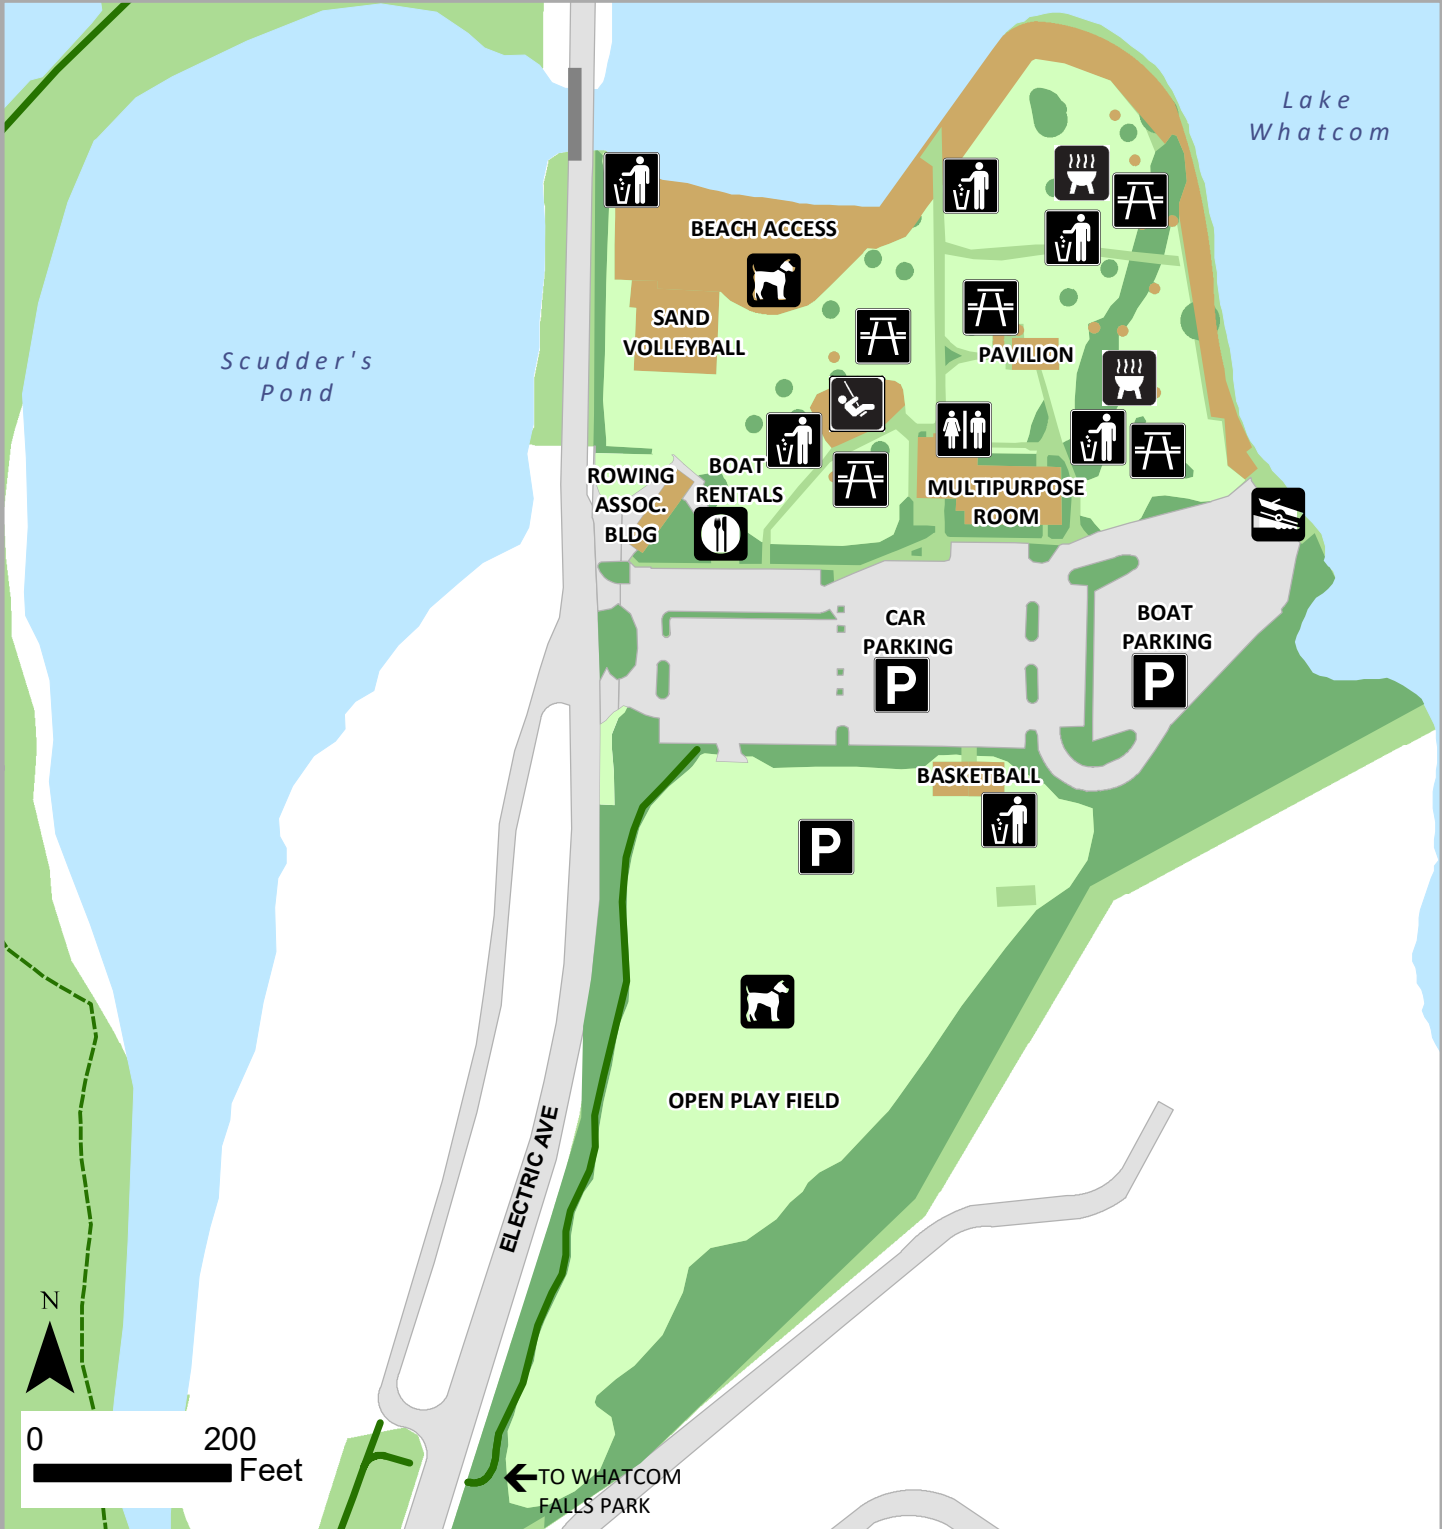 Lake
Whatcom
BEACH ACCESS
SAND
VOLLEYBALL
PAVILION
Scudder's
Pond
ROWING
ASSOC.
BLDG
BOAT
RENTALS
MULTIPURPOSE
ROOM
CAR
PARKING
P
BOAT
PARKING
P
BASKETBALL
P
OPEN PLAY FIELD
ELECTRIC AVE
N
0 200
Feet
TO WHATCOM
FALLS PARK